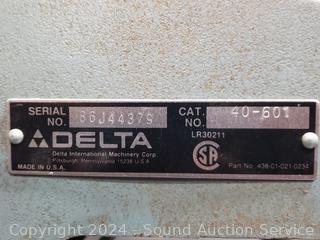 SERIAL NO. 86J44379 CAT. NO. 40-601
LR30211
DELTA
Delta International Machinery Corp.
Pittsburgh, Pennsylvania 15238 U.S.A.
MADE IN U.S.A.
SA
Part No. 438-01-021-0234
Copyright 2024 - Sound Auction Service